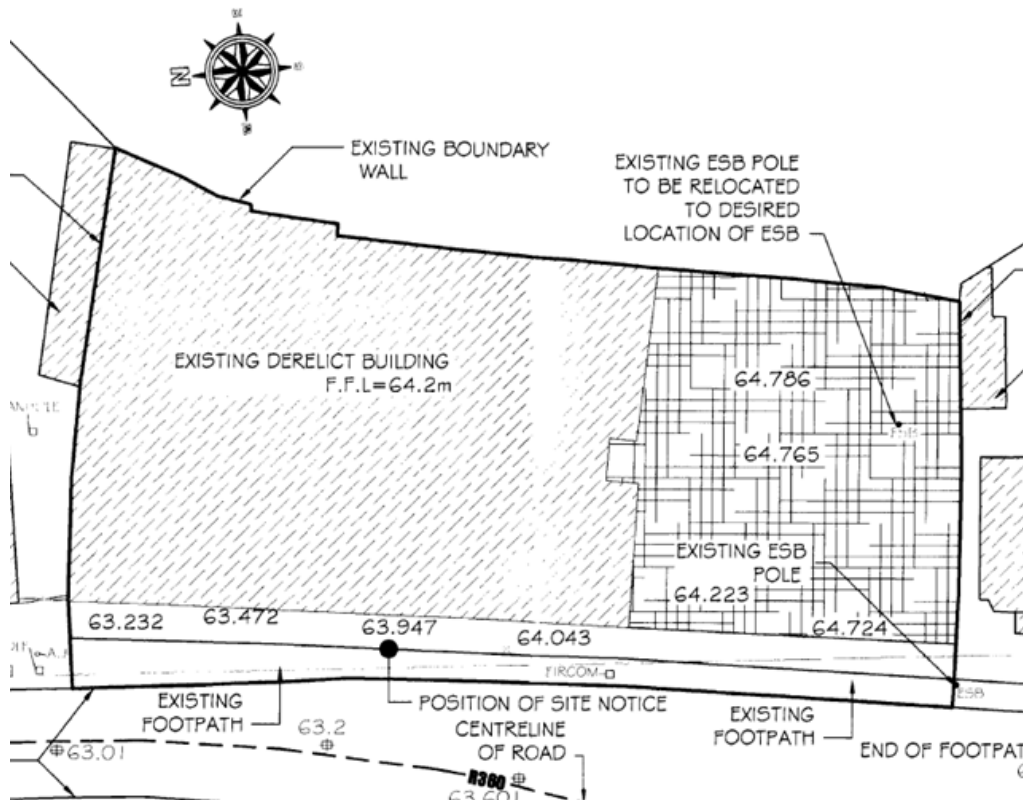 N
EXISTING BOUNDARY
WALL
EXISTING ESB POLE
TO BE RELOCATED
TO DESIRED
LOCATION OF ESB
EXISTING DERELICT BUILDING
F.F.L=64.2m
64.786
ESB
64.765
EXISTING ESB
POLE
64.223
63.232
63.472
63.947
64.043
64.724
FIRCOM
ESB
EXISTING
FOOTPATH
POSITION OF SITE NOTICE
EXISTING
FOOTPATH
CENTRELINE
OF ROAD
END OF FOOTPAT
63.01
63.2
R360
63.601